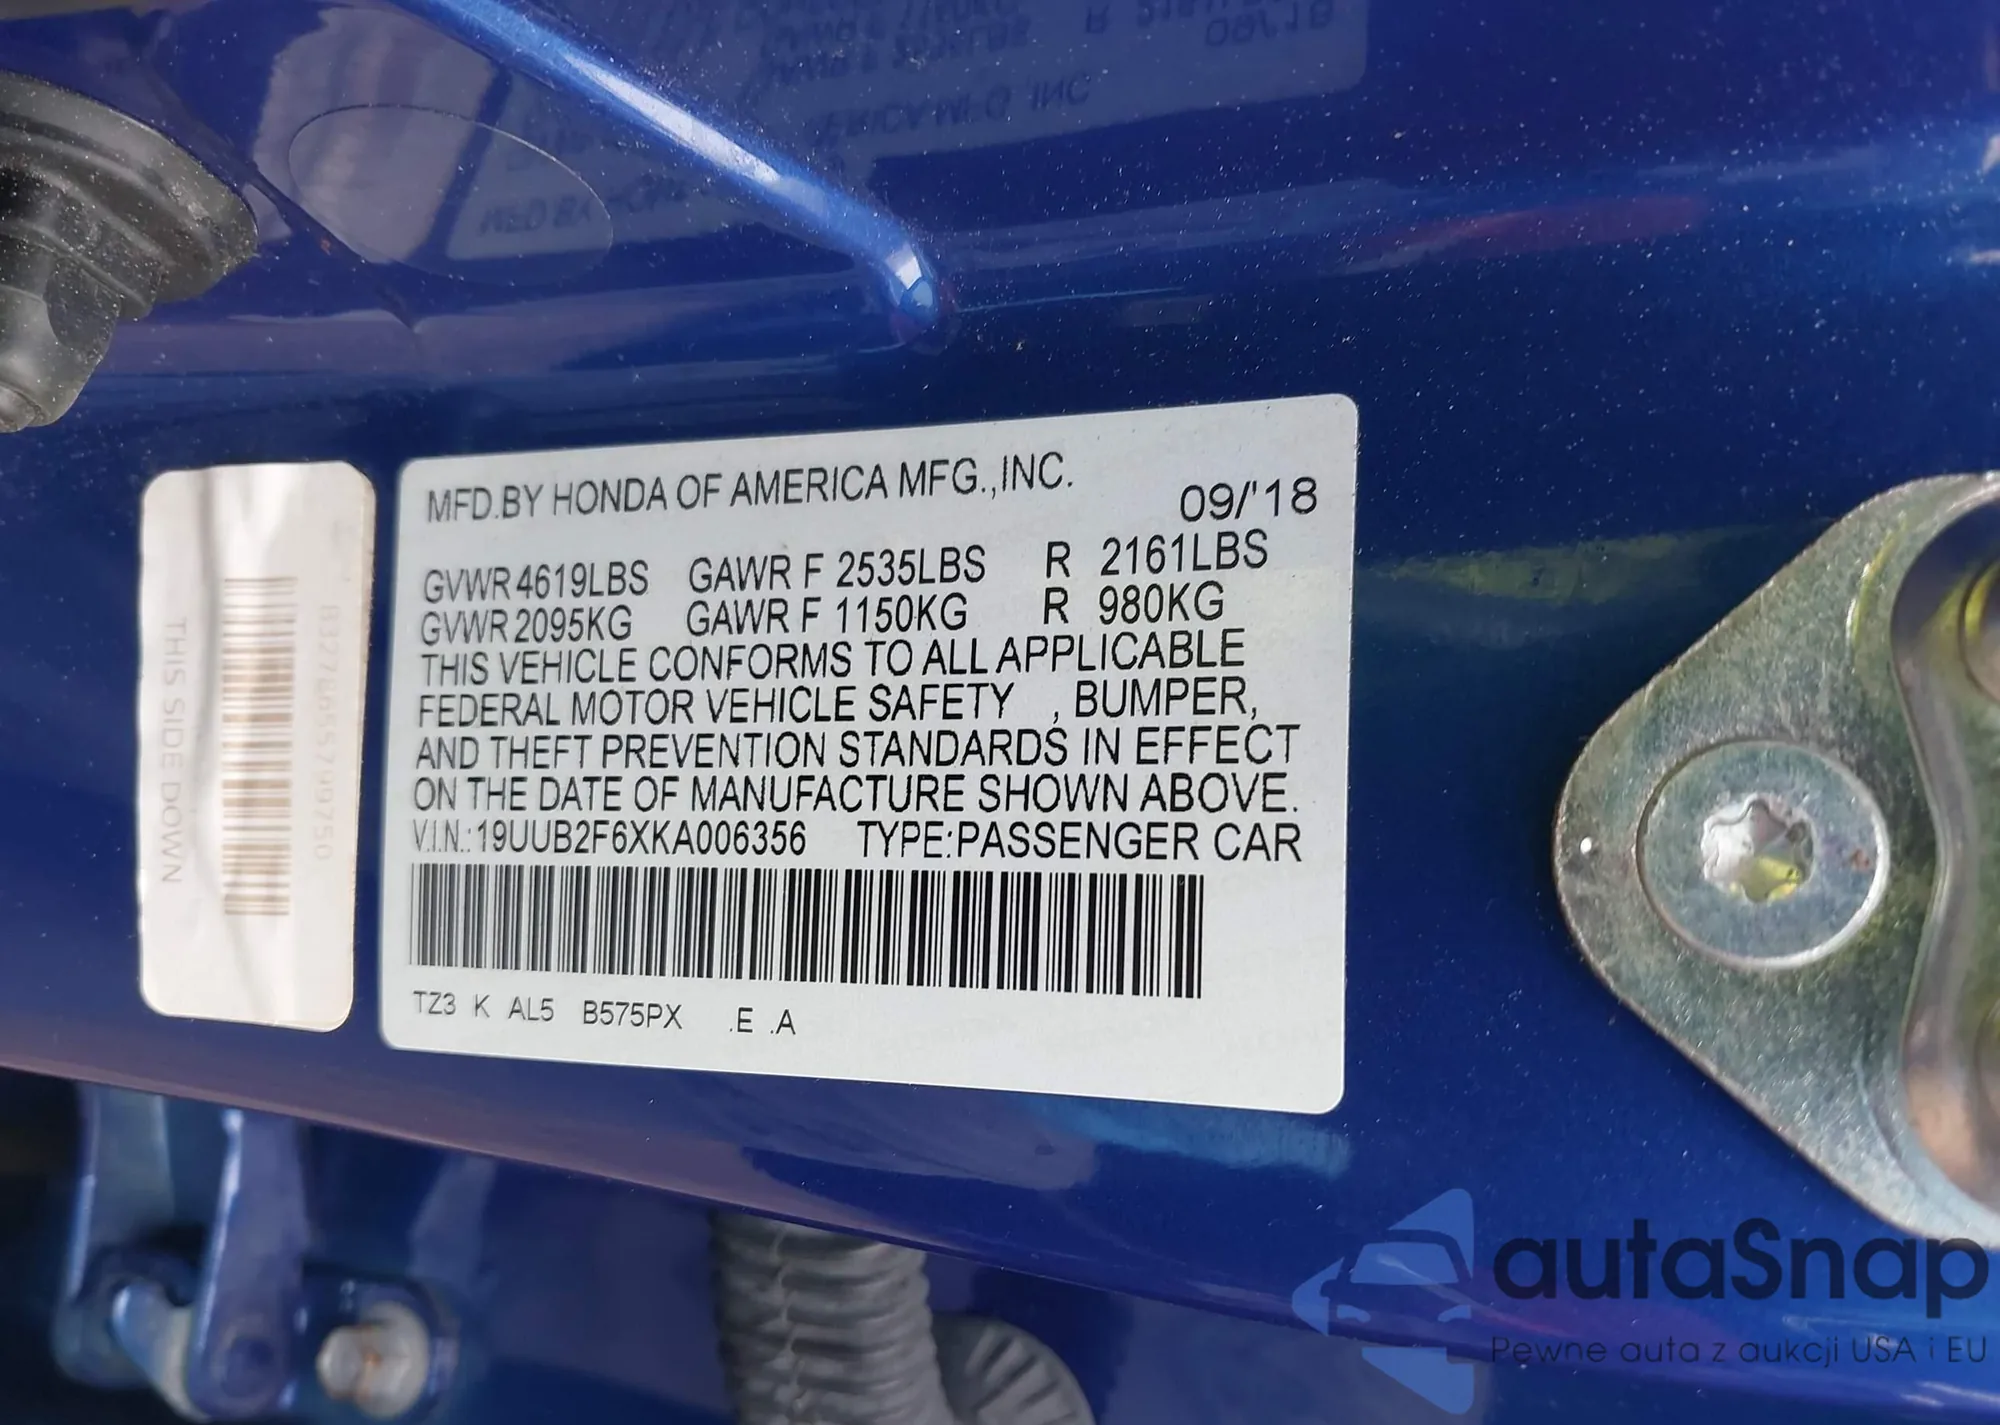 MFD.BY HONDA OF AMERICA MFG.,INC.
09/'18
GVWR 4619LBS GAWR F 2535LBS R 2161LBS
GVWR 2095KG GAWR F 1150KG R 980KG
THIS VEHICLE CONFORMS TO ALL APPLICABLE
FEDERAL MOTOR VEHICLE SAFETY , BUMPER,
AND THEFT PREVENTION STANDARDS IN EFFECT
ON THE DATE OF MANUFACTURE SHOWN ABOVE.
V.I.N.:19UUB2F6XKA006356 TYPE:PASSENGER CAR
TZ3 K AL5 B575PX .E .A
THIS SIDE DOWN
autaSnap
Pewne auta z aukcji USA i EU